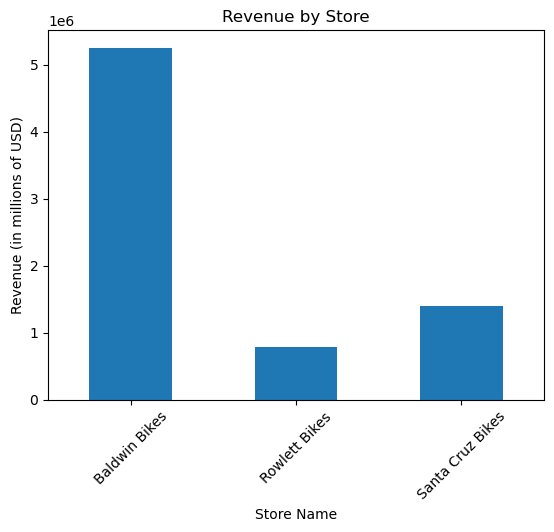 Revenue by Store
1e6
5
4
3
2
1
0
Revenue (in millions of USD)
Baldwin Bikes
Rowlett Bikes
Santa Cruz Bikes
Store Name